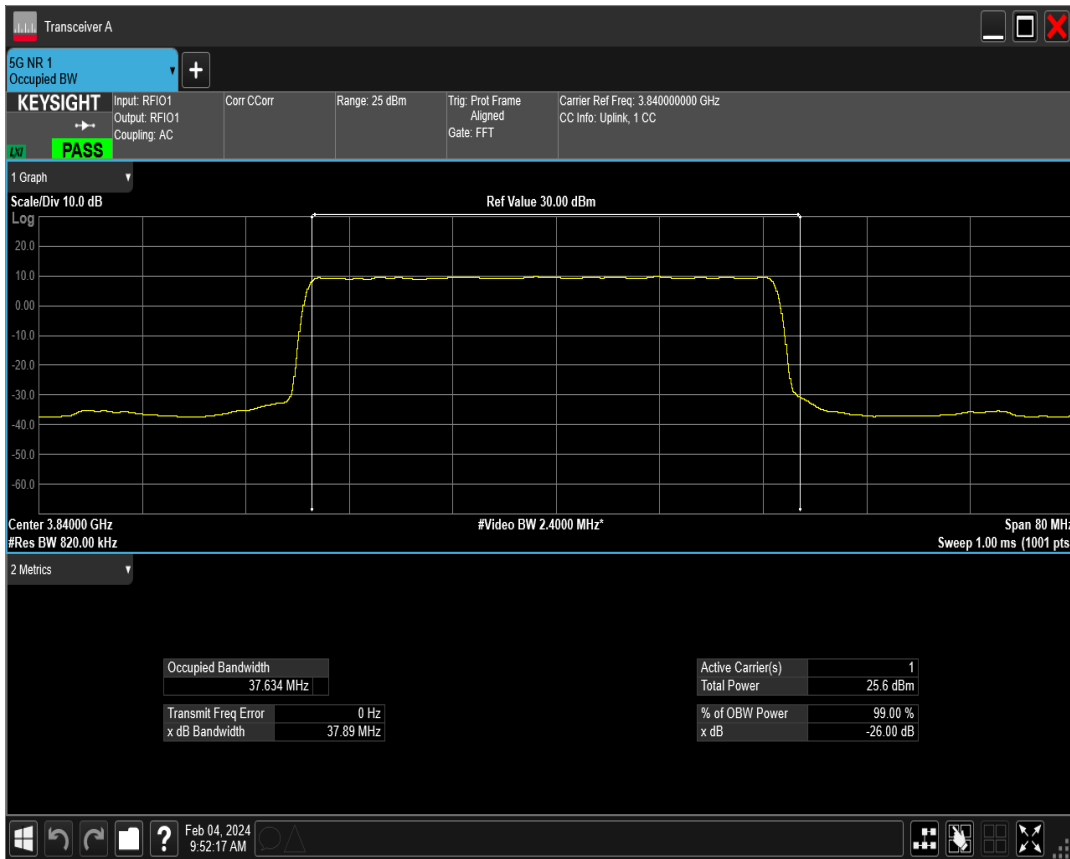 Transceiver A
5G NR 1
Occupied BW
KEYSIGHT
LXI
PASS
Input: RFIO1
Output: RFIO1
Coupling: AC
Corr CCorr
Range: 25 dBm
Trig: Prot Frame
Aligned
Gate: FFT
Carrier Ref Freq: 3.840000000 GHz
CC Info: Uplink, 1 CC
1 Graph
Scale/Div 10.0 dB
Ref Value 30.00 dBm
Log
20.0
10.0
0.00
-10.0
-20.0
-30.0
-40.0
-50.0
-60.0
Center 3.84000 GHz
#Video BW 2.4000 MHz*
Span 80 MHz
#Res BW 820.00 kHz
Sweep 1.00 ms (1001 pts
2 Metrics
Occupied Bandwidth
37.634 MHz
Transmit Freq Error 0 Hz
x dB Bandwidth 37.89 MHz
Active Carrier(s) 1
Total Power 25.6 dBm
% of OBW Power 99.00 %
x dB -26.00 dB
?
Feb 04, 2024
9:52:17 AM